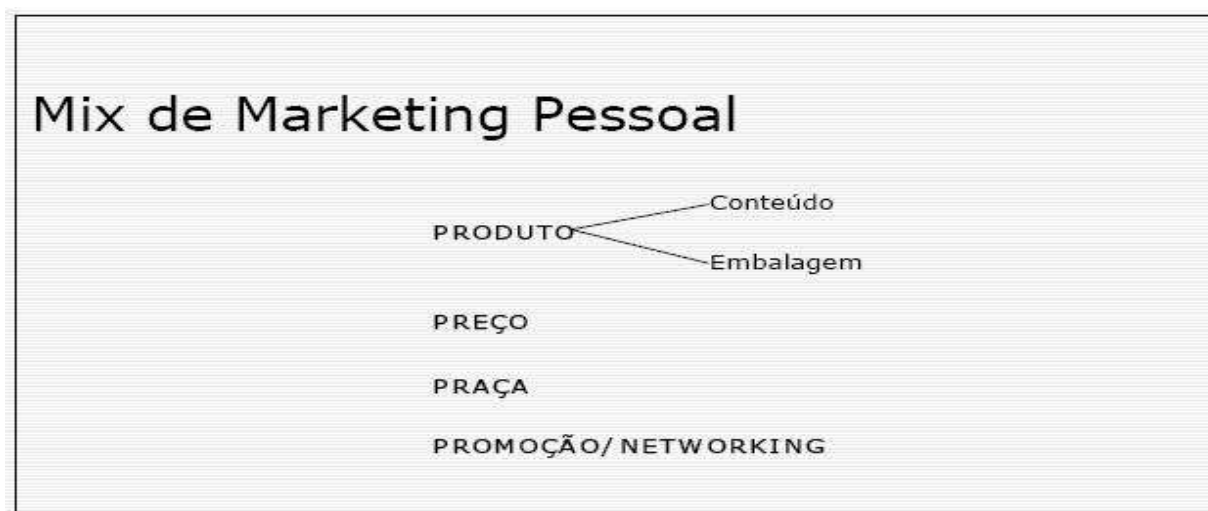 Mix de Marketing Pessoal
Conteúdo
PRODUTO
Embalagem
PREÇO
PRAÇA
PROMOÇÃO/NETWORKING